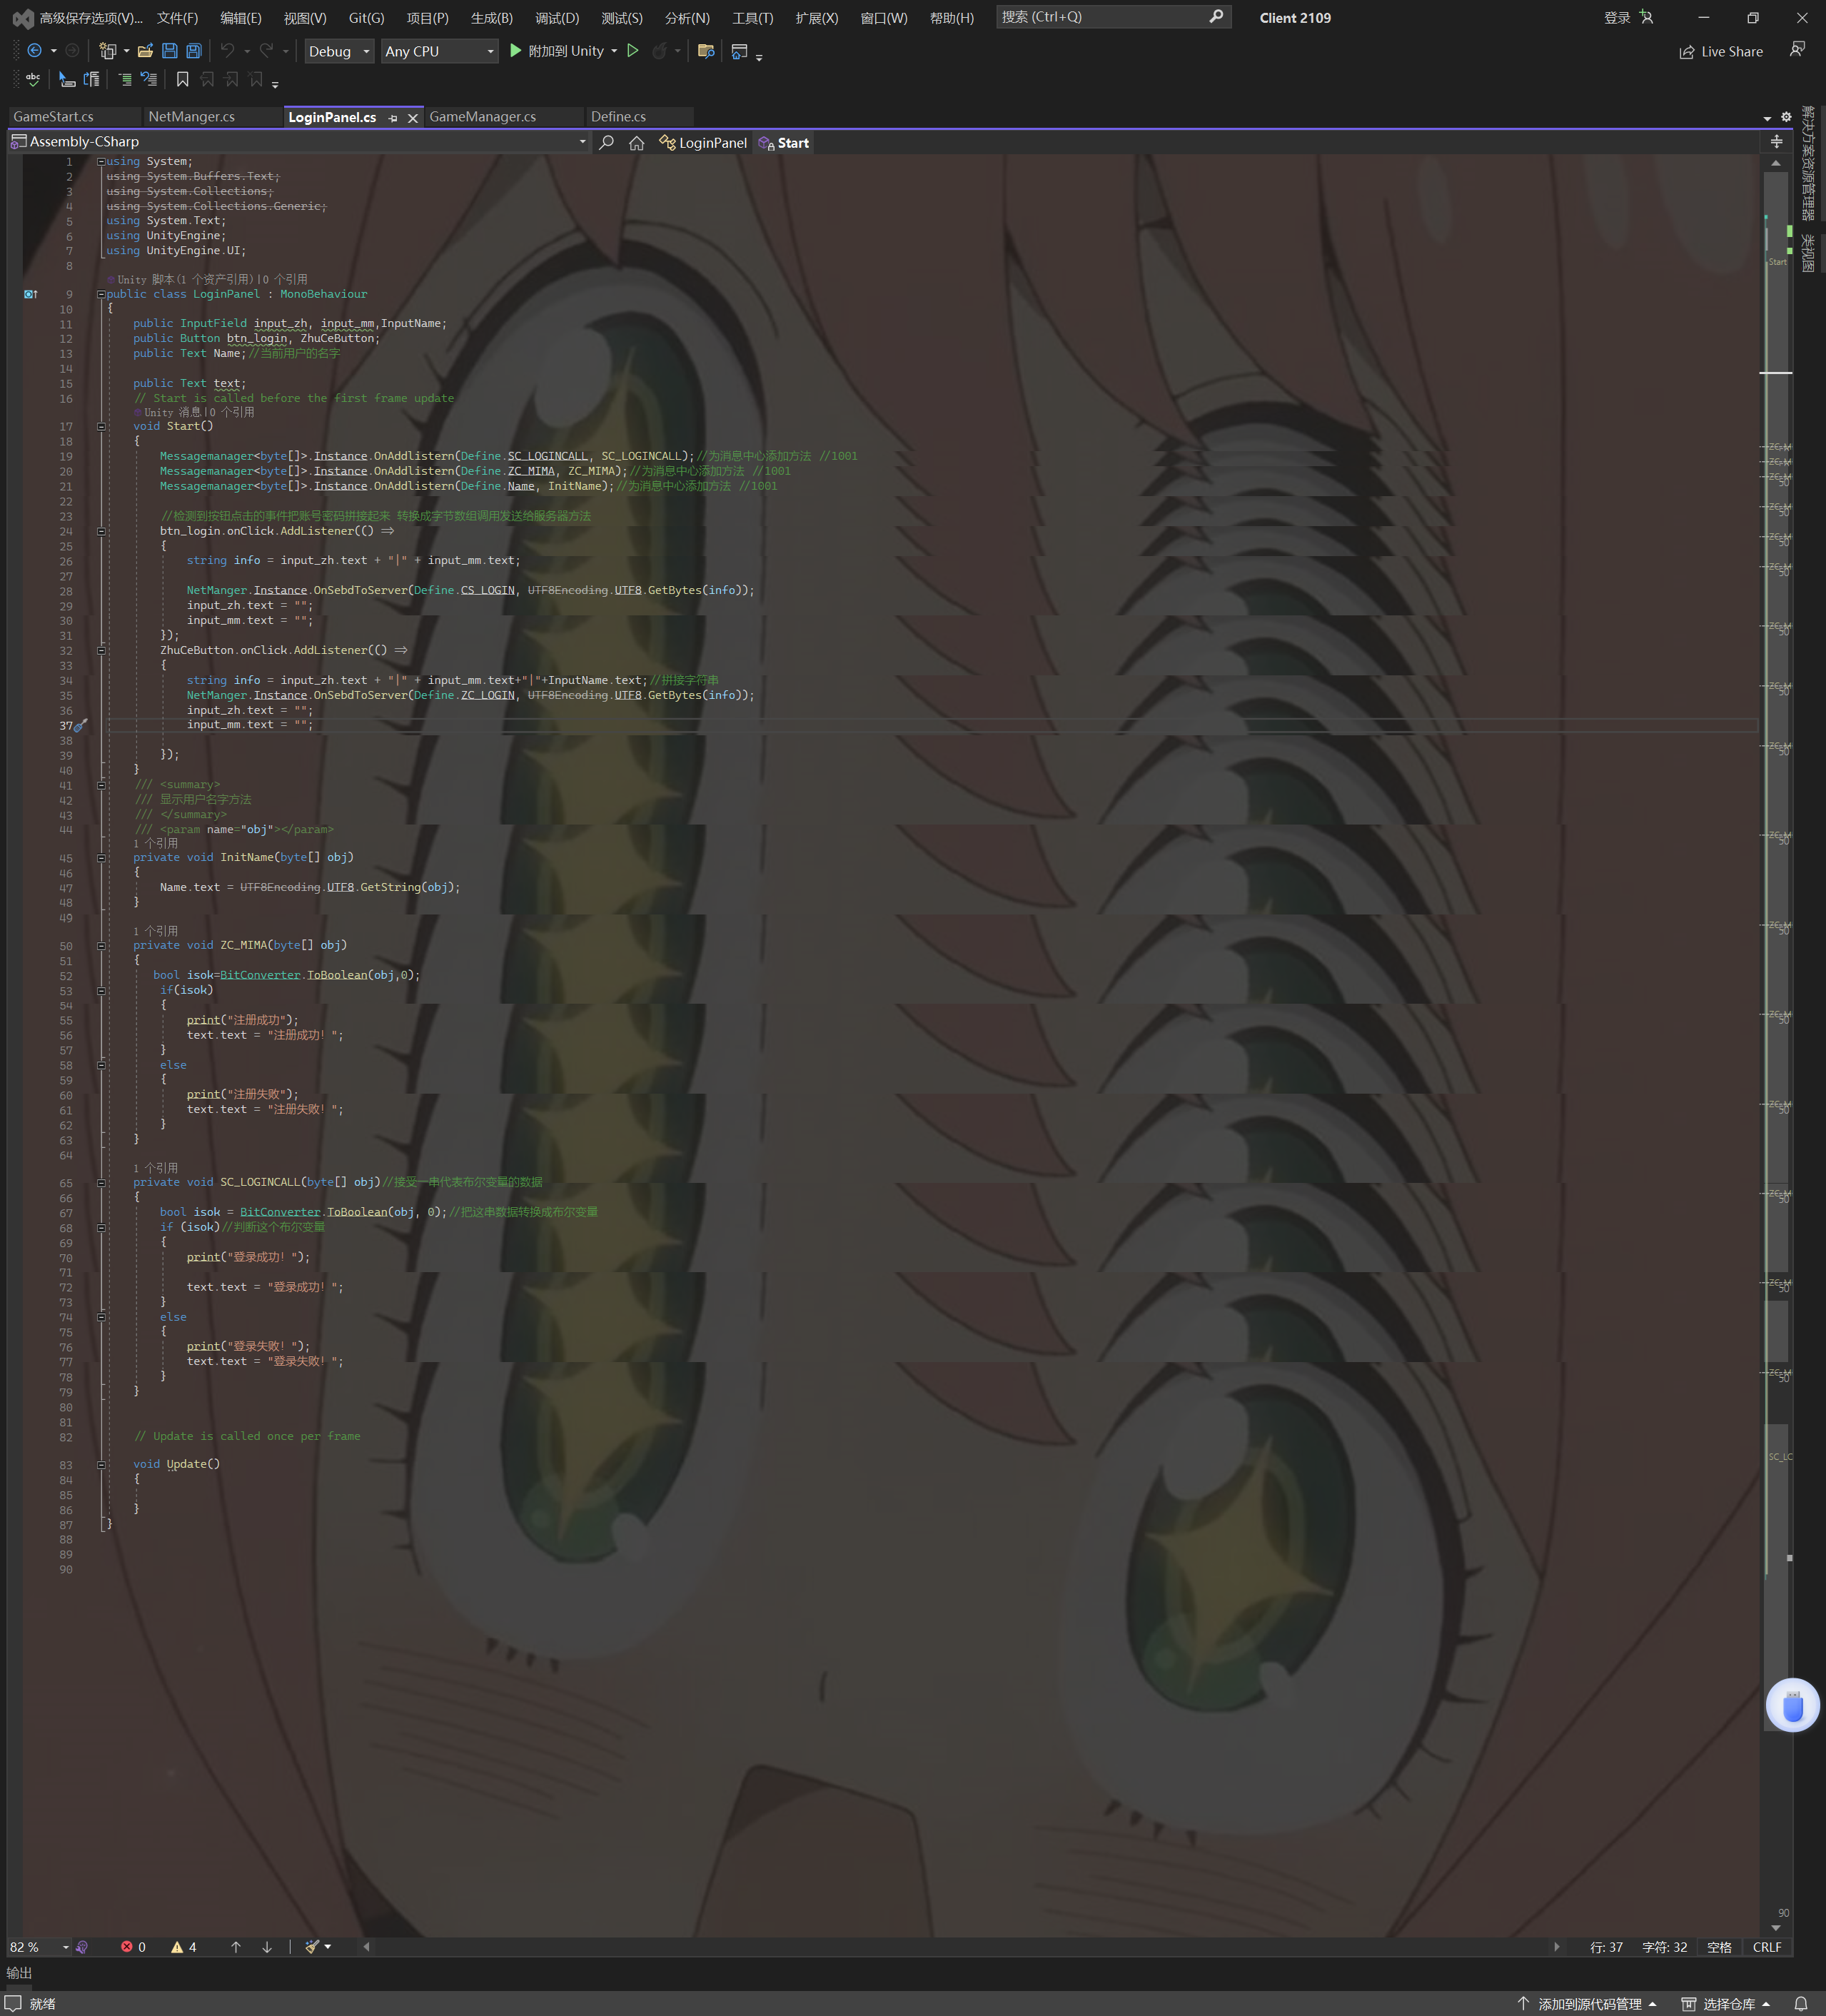 高级保存选项(V)... 文件(F) 编辑(E) 视图(V) Git(G) 项目(P) 生成(B) 调试(D) 测试(S) 分析(N) 工具(T) 扩展(X) 窗口(W) 帮助(H) 搜索 (Ctrl+Q) Client 2109 登录
Debug Any CPU 附加到 Unity Live Share
abc
GameStart.cs NetManger.cs LoginPanel.cs GameManager.cs Define.cs
Assembly-CSharp LoginPanel Start
解决方案资源管理器
类视图
1 using System;
2 using System.Buffers.Text;
3 using System.Collections;
4 using System.Collections.Generic;
5 using System.Text;
6 using UnityEngine;
7 using UnityEngine.UI;
8
Unity 脚本(1 个资产引用)|0 个引用
9 public class LoginPanel : MonoBehaviour
10 {
11 public InputField input_zh, input_mm,InputName;
12 public Button btn_login, ZhuCeButton;
13 public Text Name;//当前用户的名字
14
15 public Text text;
16 // Start is called before the first frame update
Unity 消息|0 个引用
17 void Start()
18 {
19 Messagemanager<byte[]>.Instance.OnAddlistern(Define.SC_LOGINCALL, SC_LOGINCALL);//为消息中心添加方法 //1001
20 Messagemanager<byte[]>.Instance.OnAddlistern(Define.ZC_MIMA, ZC_MIMA);//为消息中心添加方法 //1001
21 Messagemanager<byte[]>.Instance.OnAddlistern(Define.Name, InitName);//为消息中心添加方法 //1001
22
23 //检测到按钮点击的事件把账号密码拼接起来 转换成字节数组调用发送给服务器方法
24 btn_login.onClick.AddListener(() =>
25 {
26 string info = input_zh.text + "|" + input_mm.text;
27
28 NetManger.Instance.OnSebdToServer(Define.CS_LOGIN, UTF8Encoding.UTF8.GetBytes(info));
29 input_zh.text = "";
30 input_mm.text = "";
31 });
32 ZhuCeButton.onClick.AddListener(() =>
33 {
34 string info = input_zh.text + "|" + input_mm.text+"|"+InputName.text;//拼接字符串
35 NetManger.Instance.OnSebdToServer(Define.ZC_LOGIN, UTF8Encoding.UTF8.GetBytes(info));
36 input_zh.text = "";
37 input_mm.text = "";
38
39 });
40 }
41 /// <summary>
42 /// 显示用户名字方法
43 /// </summary>
44 /// <param name="obj"></param>
1 个引用
45 private void InitName(byte[] obj)
46 {
47 Name.text = UTF8Encoding.UTF8.GetString(obj);
48 }
49
1 个引用
50 private void ZC_MIMA(byte[] obj)
51 {
52 bool isok=BitConverter.ToBoolean(obj,0);
53 if(isok)
54 {
55 print("注册成功");
56 text.text = "注册成功！";
57 }
58 else
59 {
60 print("注册失败");
61 text.text = "注册失败！";
62 }
63 }
64
1 个引用
65 private void SC_LOGINCALL(byte[] obj)//接受一串代表布尔变量的数据
66 {
67 bool isok = BitConverter.ToBoolean(obj, 0);//把这串数据转换成布尔变量
68 if (isok)//判断这个布尔变量
69 {
70 print("登录成功！");
71
72 text.text = "登录成功！";
73 }
74 else
75 {
76 print("登录失败！");
77 text.text = "登录失败！";
78 }
79 }
80
81
82 // Update is called once per frame
83 void Update()
84 {
85
86 }
87 }
88
89
90
Start
SC_LC
90
82 % 0 4 行: 37 字符: 32 空格 CRLF
输出
就绪 添加到源代码管理 选择仓库